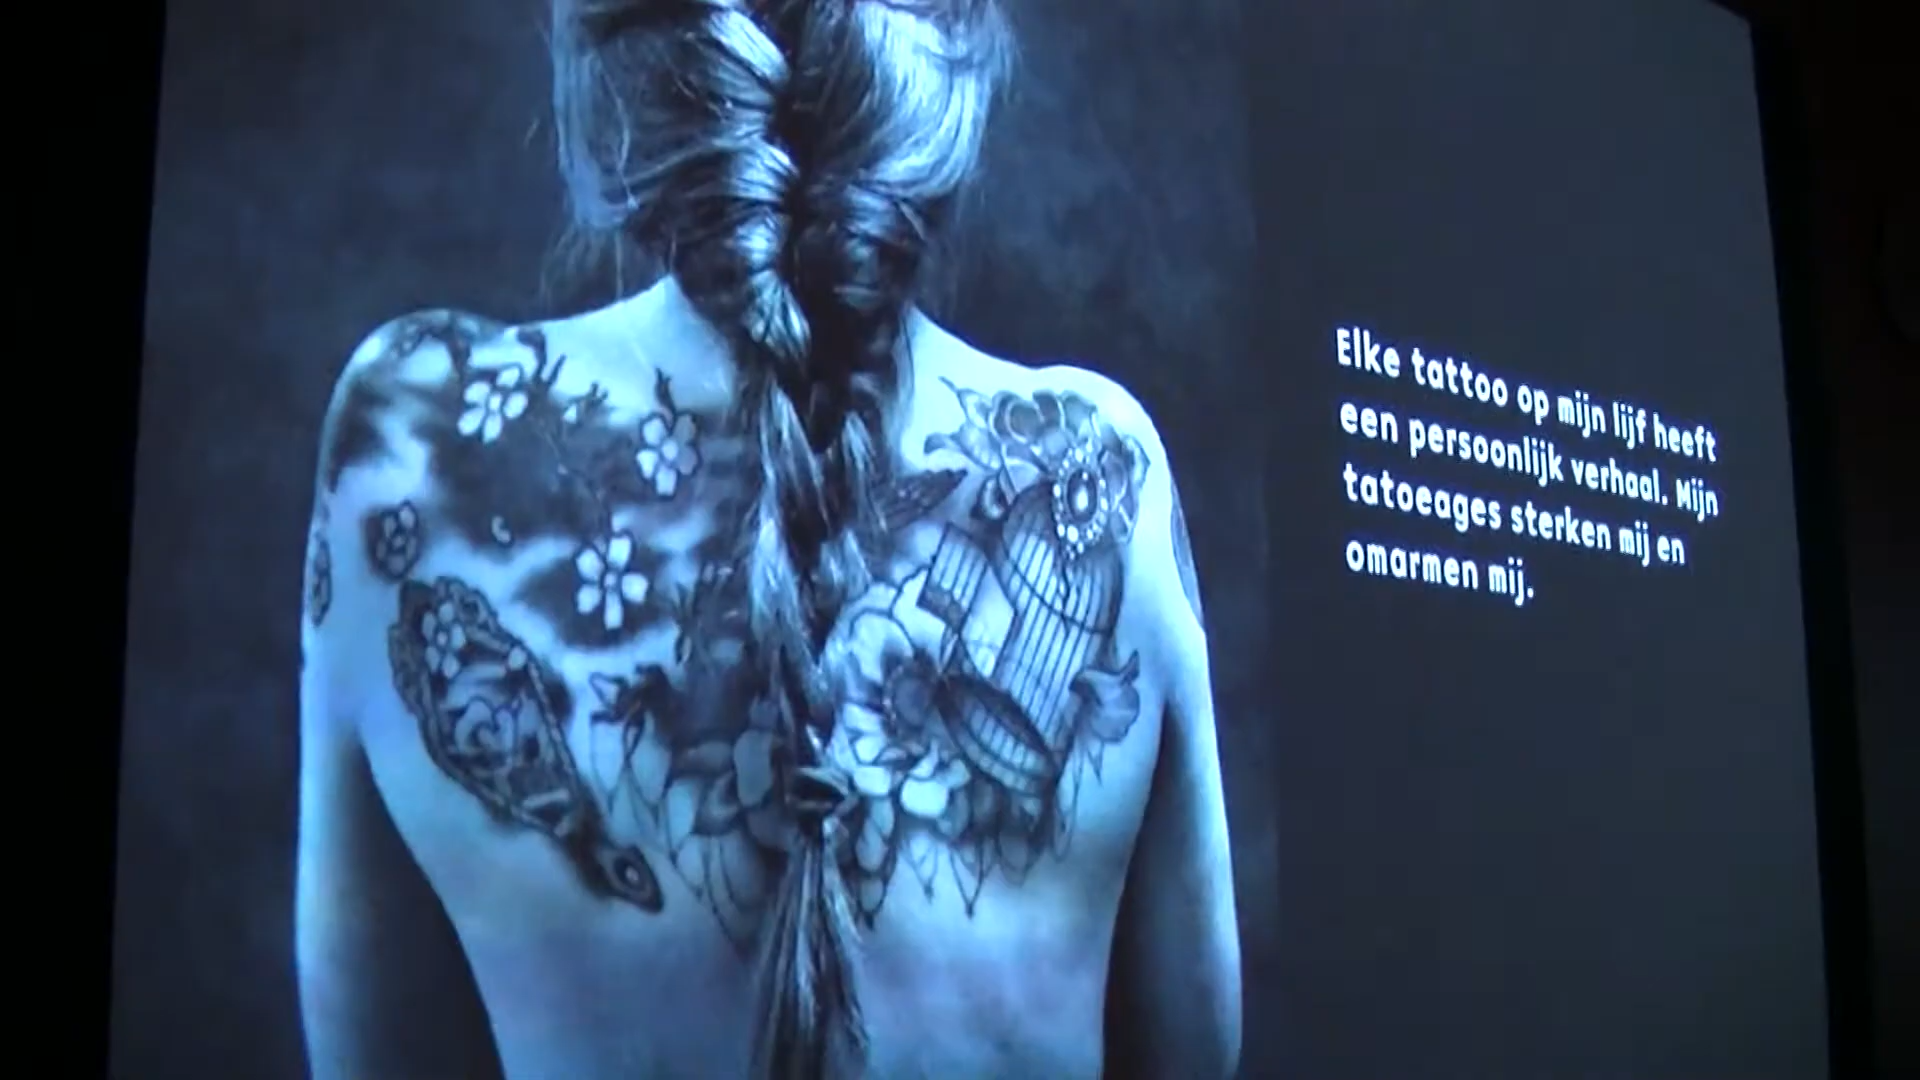 Elke tattoo op mijn lijf heeft
een persoonlijk verhaal. Mijn
tatoeages sterken mij en
omarmen mij.